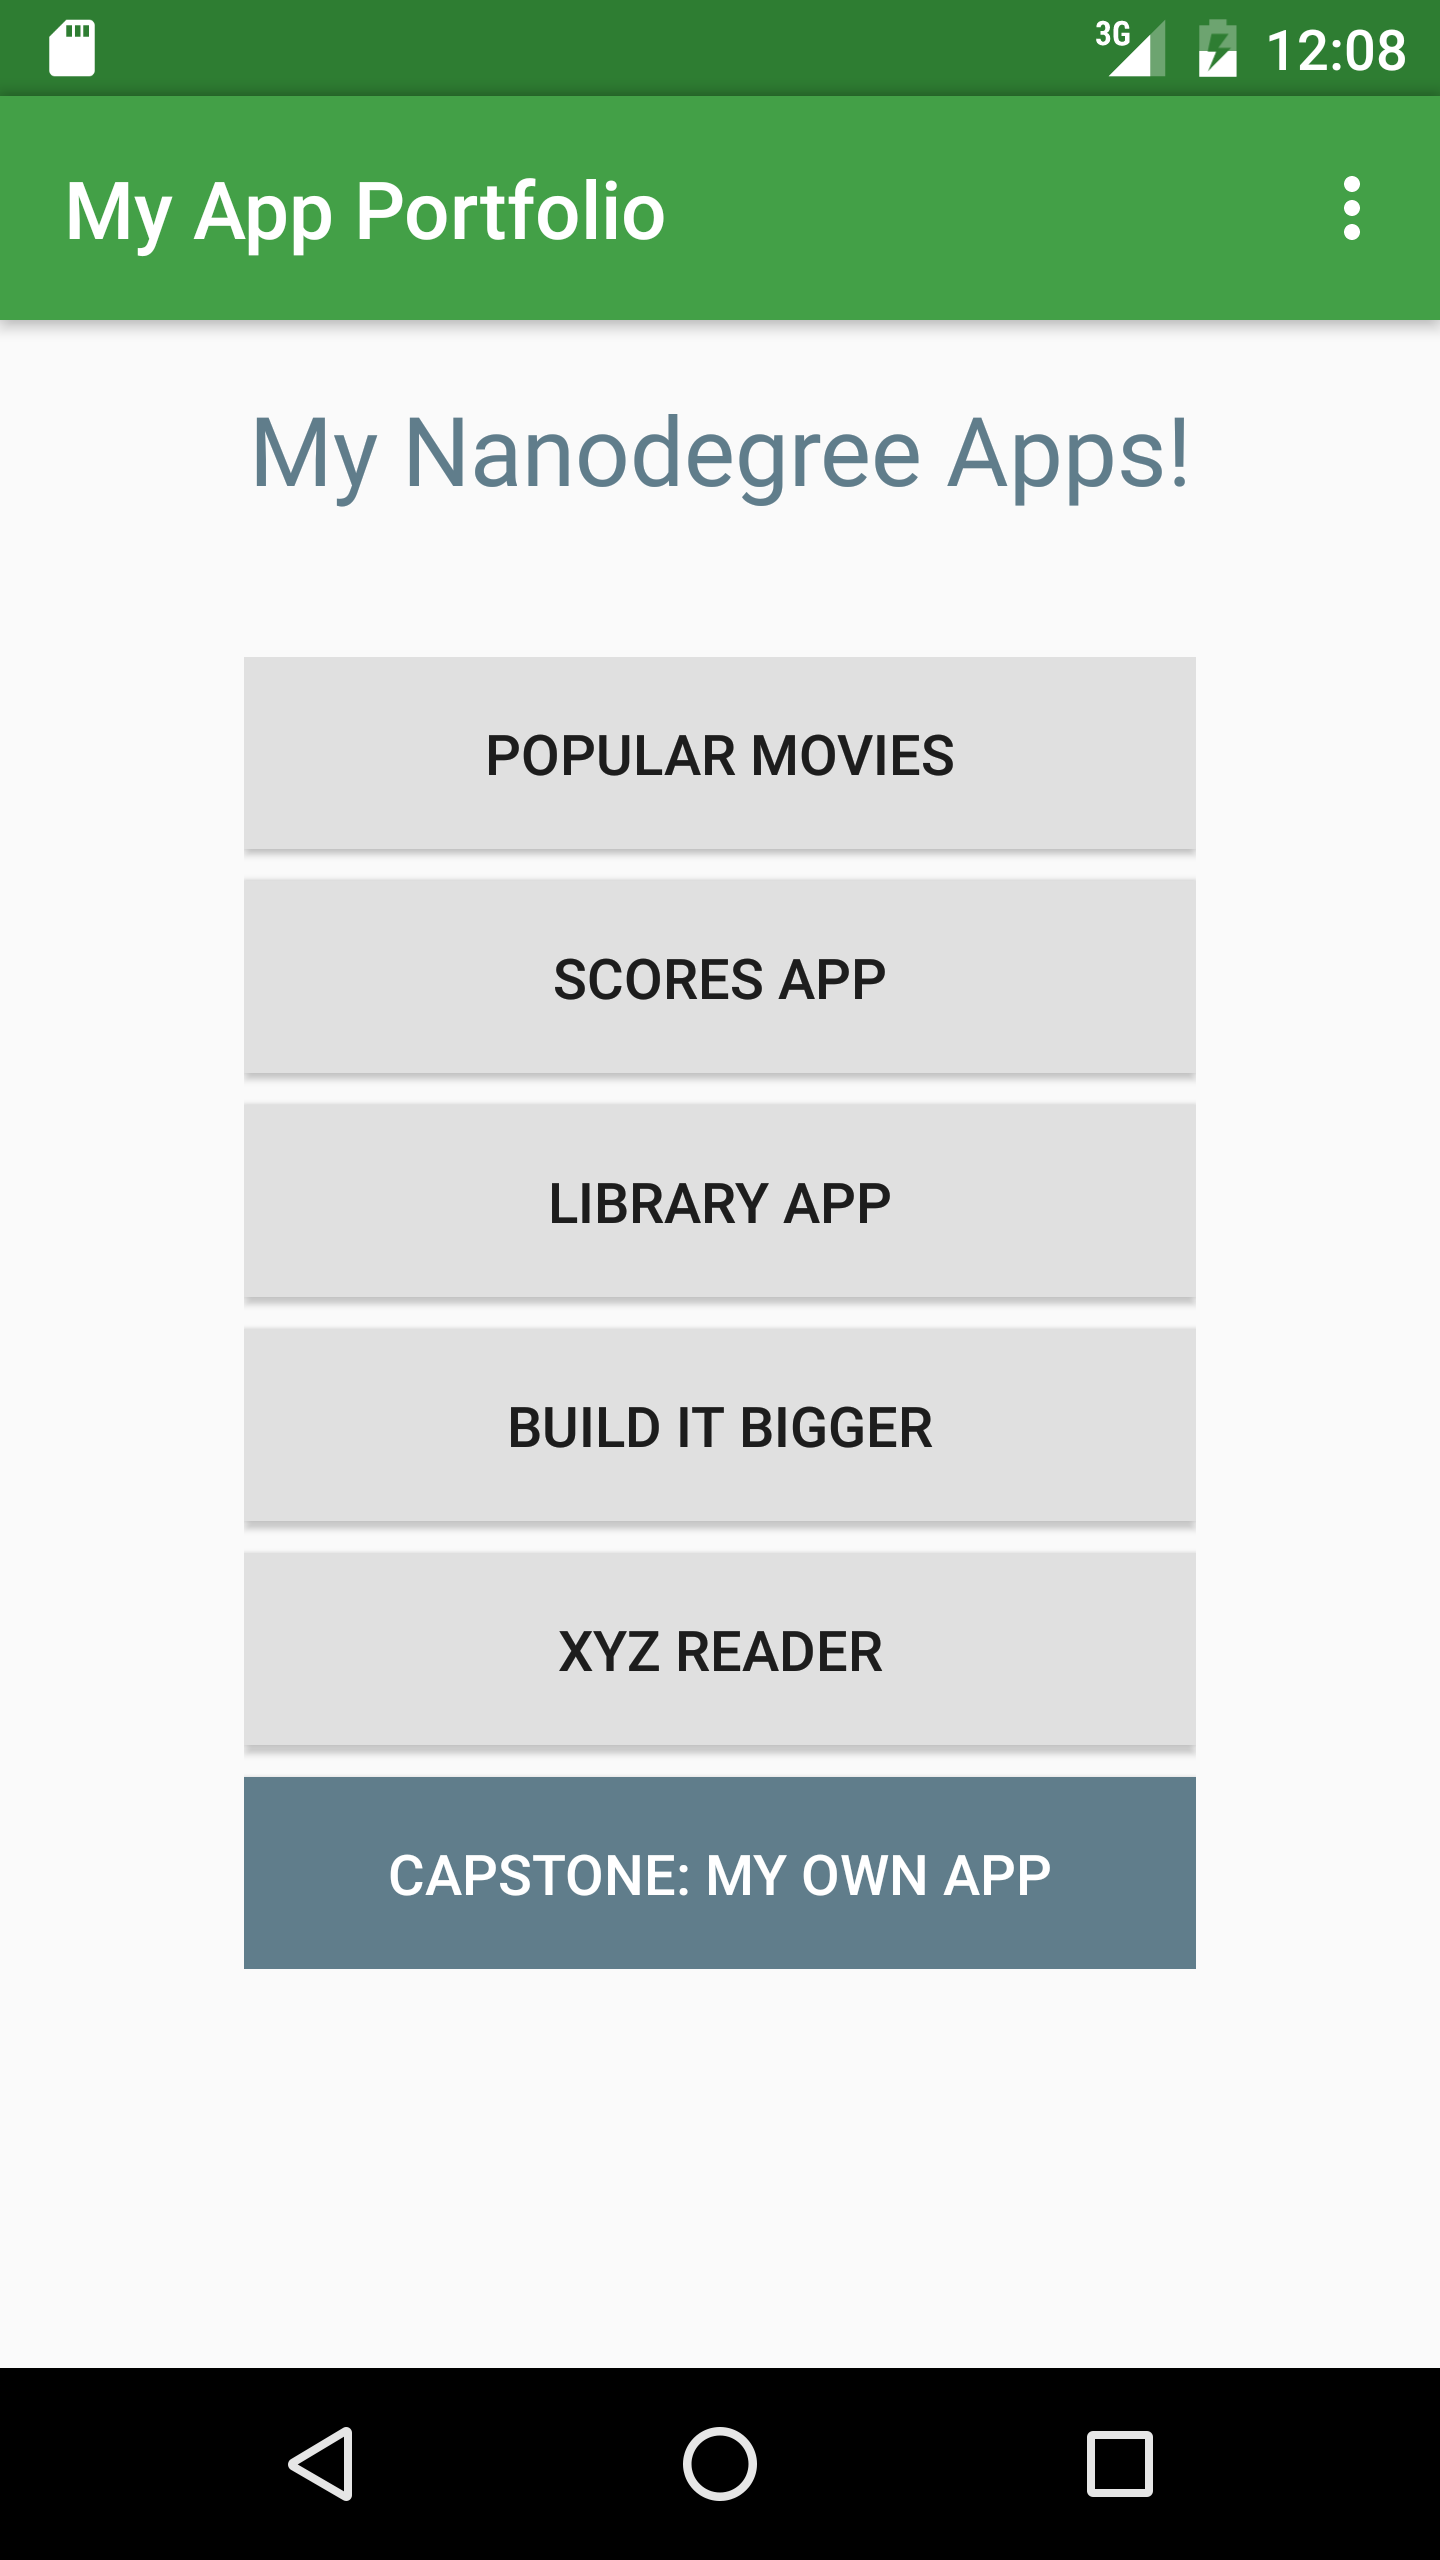 3G 12:08
My App Portfolio
My Nanodegree Apps!
POPULAR MOVIES
SCORES APP
LIBRARY APP
BUILD IT BIGGER
XYZ READER
CAPSTONE: MY OWN APP